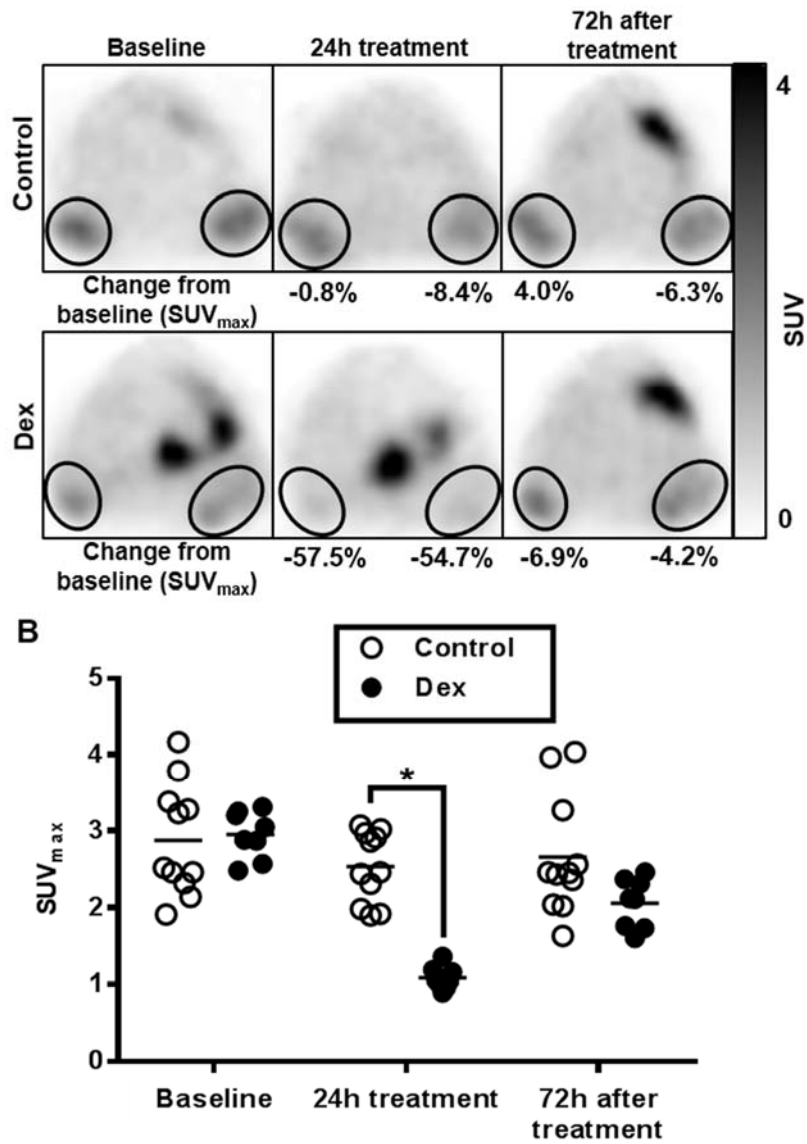 Baseline
24h treatment
72h after
treatment
Control
4
SUV
0
Change from
baseline (SUVmax)
-0.8%
-8.4%
4.0%
-6.3%
Dex
Change from
baseline (SUVmax)
-57.5%
-54.7%
-6.9%
-4.2%
B
Control
Dex
SUVmax
5
4
3
2
1
0
*
Baseline
24h treatment
72h after
treatment